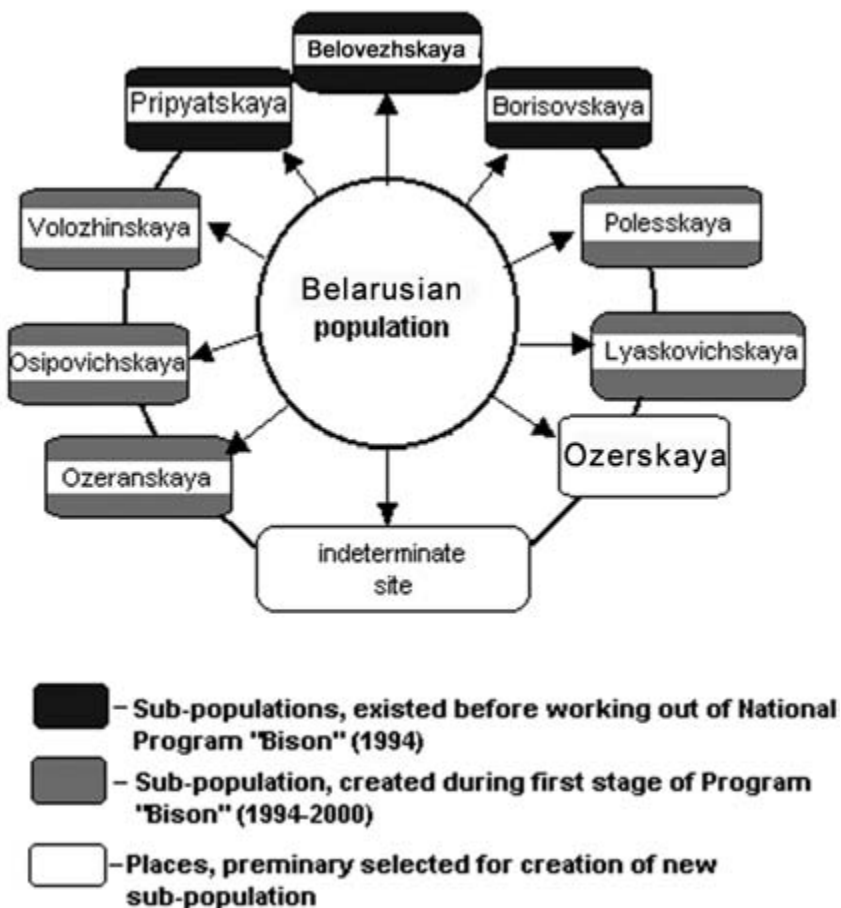 Belovezhskaya
Pripyatskaya
Borisovskaya
Volozhinskaya
Polesskaya
Belarusian
population
Osipovichskaya
Lyaskovichskaya
Ozeranskaya
Ozerskaya
indeterminate
site
– Sub-populations, existed before working out of National
Program "Bison" (1994)
– Sub-population, created during first stage of Program
"Bison" (1994-2000)
– Places, preminary selected for creation of new
sub-population